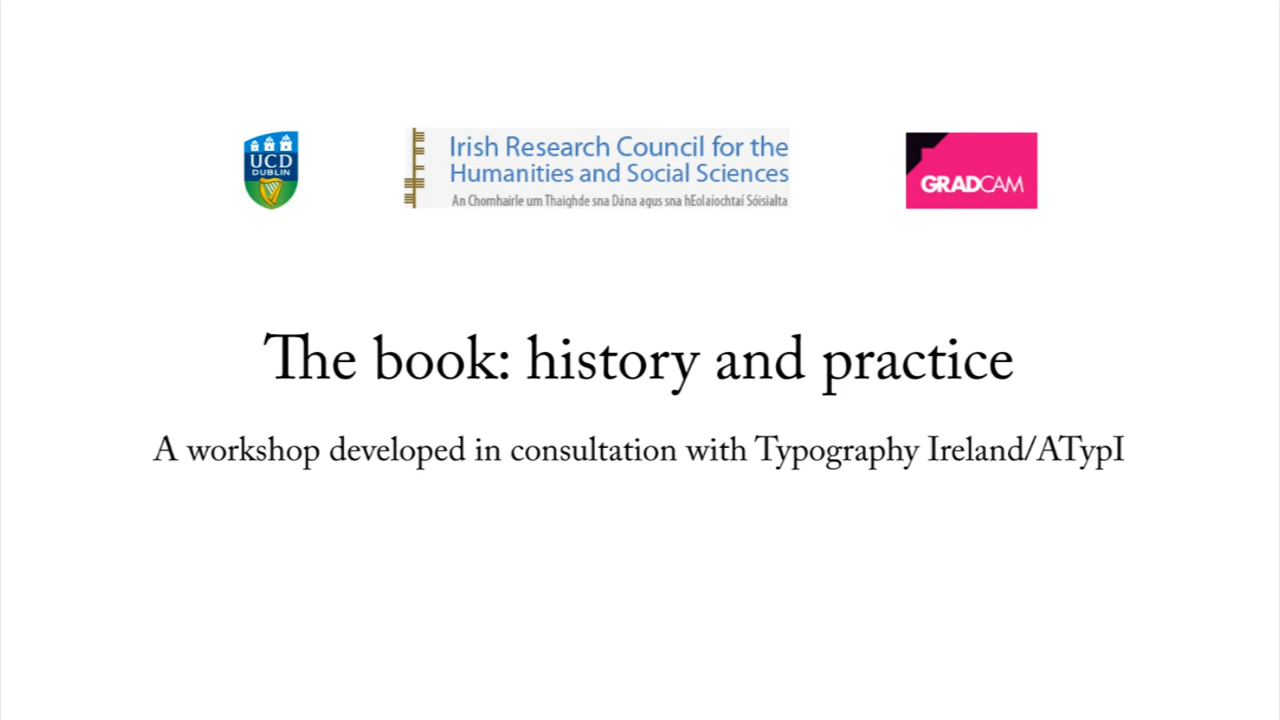 UCD
DUBLIN
Irish Research Council for the
Humanities and Social Sciences
An Chomhairle um Thaighde sna Dána agus sna hEolaíochtaí Sóisialta
GRADCAM
The book: history and practice
A workshop developed in consultation with Typography Ireland/ATypI